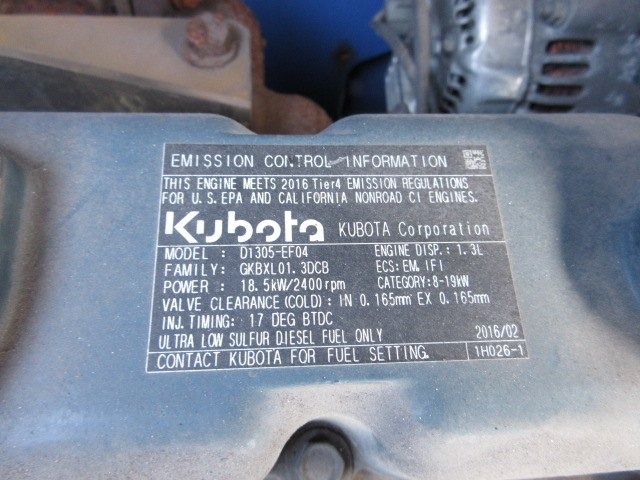 EMISSION CONTROL INFORMATION
THIS ENGINE MEETS 2016 Tier4 EMISSION REGULATIONS
FOR U.S. EPA AND CALIFORNIA NONROAD CI ENGINES.
Kubota KUBOTA Corporation
MODEL : D1305-EF04 ENGINE DISP.: 1.3L
FAMILY: GKBXL01.3DCB ECS:EM, IFI
POWER : 18.5kW/2400rpm CATEGORY:8-19kW
VALVE CLEARANCE (COLD) : IN 0.165mm EX 0.165mm
INJ. TIMING: 17 DEG BTDC
ULTRA LOW SULFUR DIESEL FUEL ONLY 2016/02
CONTACT KUBOTA FOR FUEL SETTING. 1H026-1